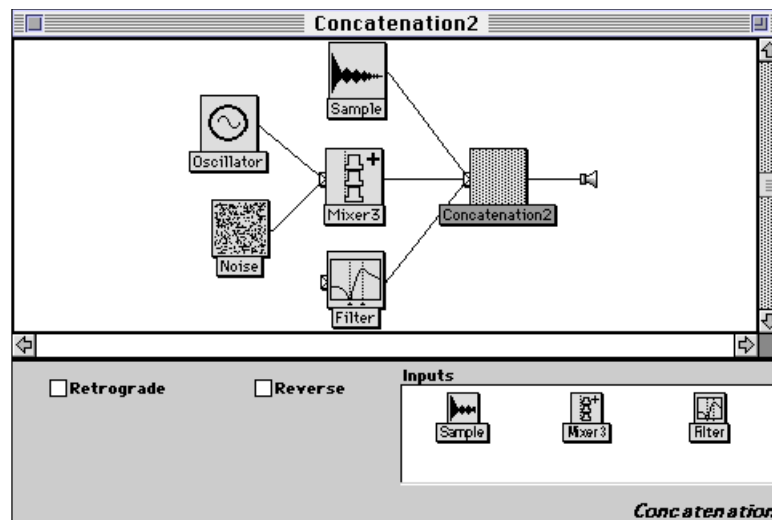 Concatenation2
Sample
Oscillator
Mixer3
Concatenation2
Noise
Filter
Retrograde
Reverse
Inputs
Sample
Mixer3
Filter
Concatenation